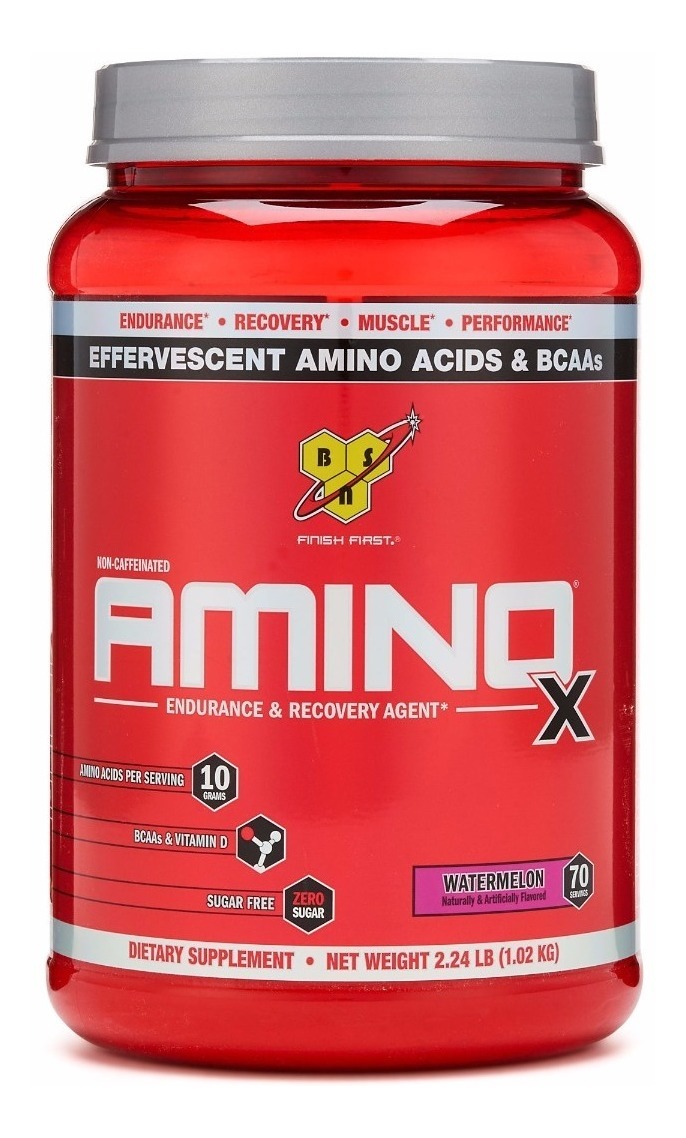 ENDURANCE* • RECOVERY* • MUSCLE* • PERFORMANCE*
EFFERVESCENT AMINO ACIDS & BCAAs
B S
N
FINISH FIRST.®
NON-CAFFEINATED
AMINO®
X
ENDURANCE & RECOVERY AGENT*
AMINO ACIDS PER SERVING 10
GRAMS
BCAAs & VITAMIN D
SUGAR FREE ZERO
SUGAR
WATERMELON 70
Naturally & Artificially Flavored SERVINGS
DIETARY SUPPLEMENT • NET WEIGHT 2.24 LB (1.02 KG)